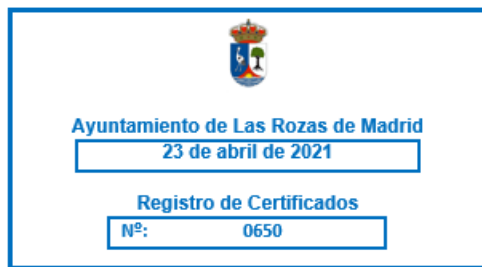 Ayuntamiento de Las Rozas de Madrid
23 de abril de 2021
Registro de Certificados
Nº: 0650